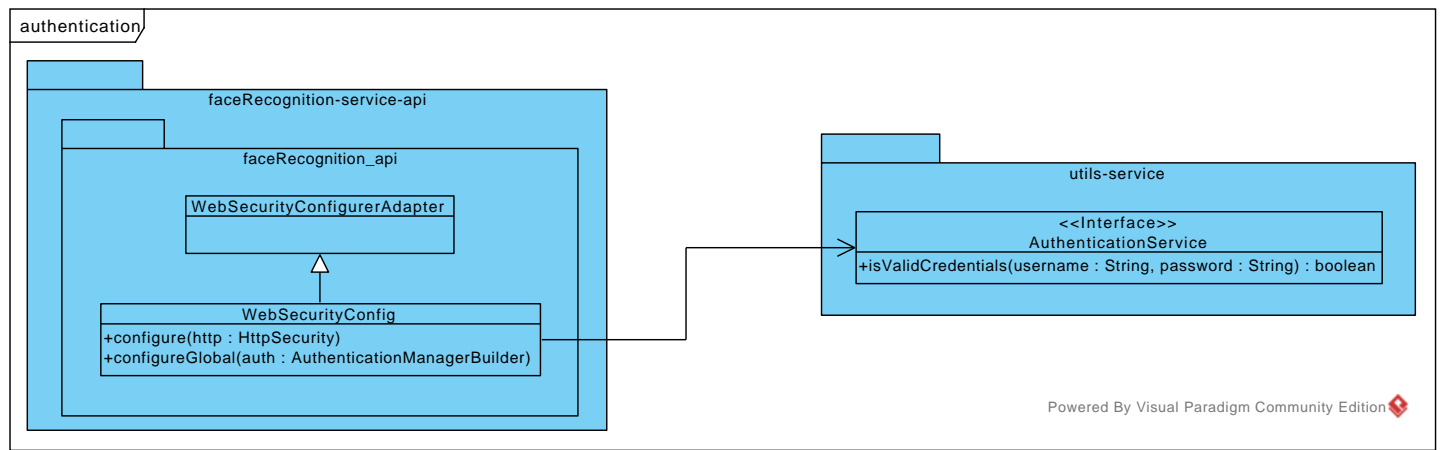 authentication
faceRecognition-service-api
faceRecognition_api
WebSecurityConfigurerAdapter
WebSecurityConfig
+configure(http : HttpSecurity)
+configureGlobal(auth : AuthenticationManagerBuilder)
utils-service
<<Interface>>
AuthenticationService
+isValidCredentials(username : String, password : String) : boolean
Powered By Visual Paradigm Community Edition